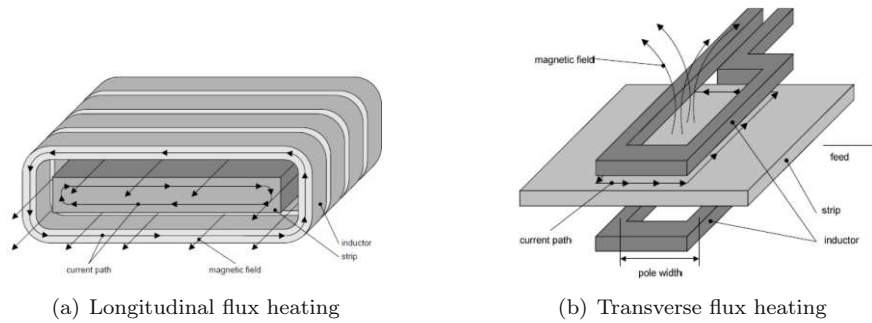 magnetic field
feed
strip
inductor
current path
pole width
inductor
strip
current path
magnetic field
(a) Longitudinal flux heating
(b) Transverse flux heating